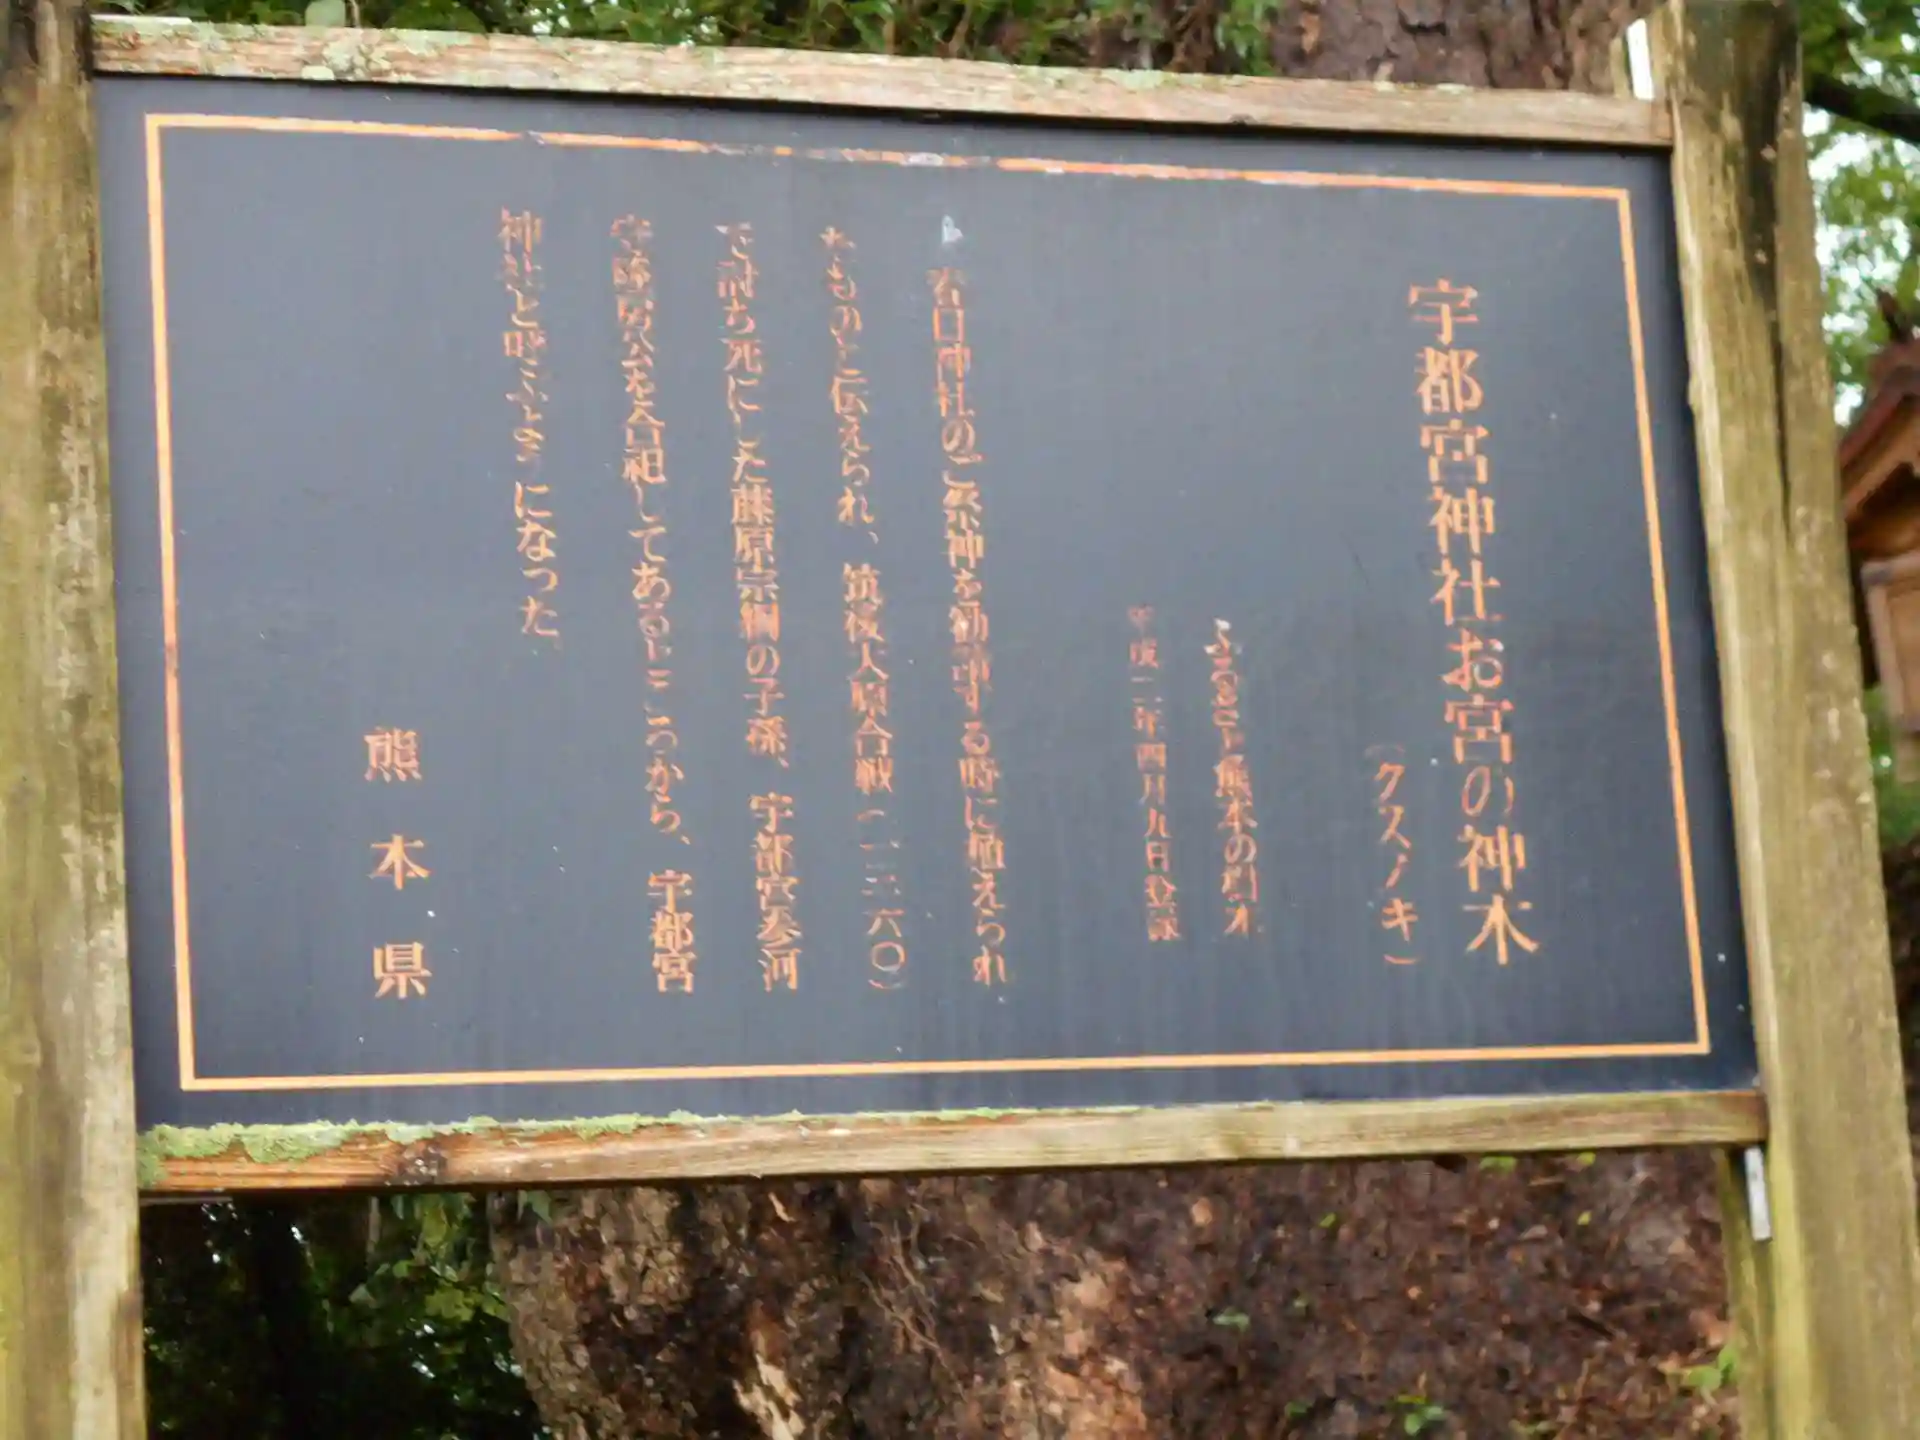 宇都宮神社お宮の神木
(クスノキ)
ふるさと熊本の樹木
平成二年四月九日登録
岩口神社のご祭神を勧請する時に植えられ
たものと伝えられ、筑後大原合戦(一三六〇)
で討ち死にした藤原宗綱の子孫、宇都宮参河
守隆房公を合祀してあるところから、宇都宮
神社と呼ぶようになった。
熊本県